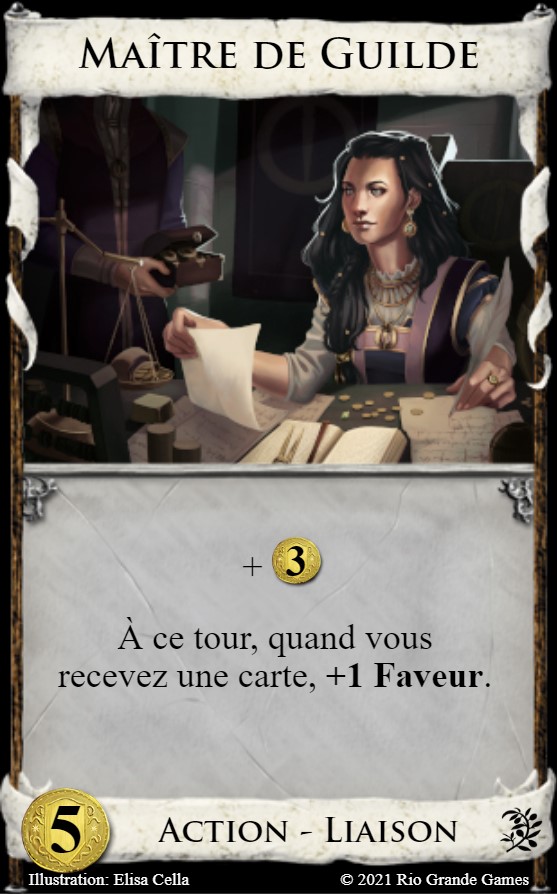 Maître de Guilde
+ 3
À ce tour, quand vous
recevez une carte, +1 Faveur.
5 Action - Liaison
Illustration: Elisa Cella © 2021 Rio Grande Games